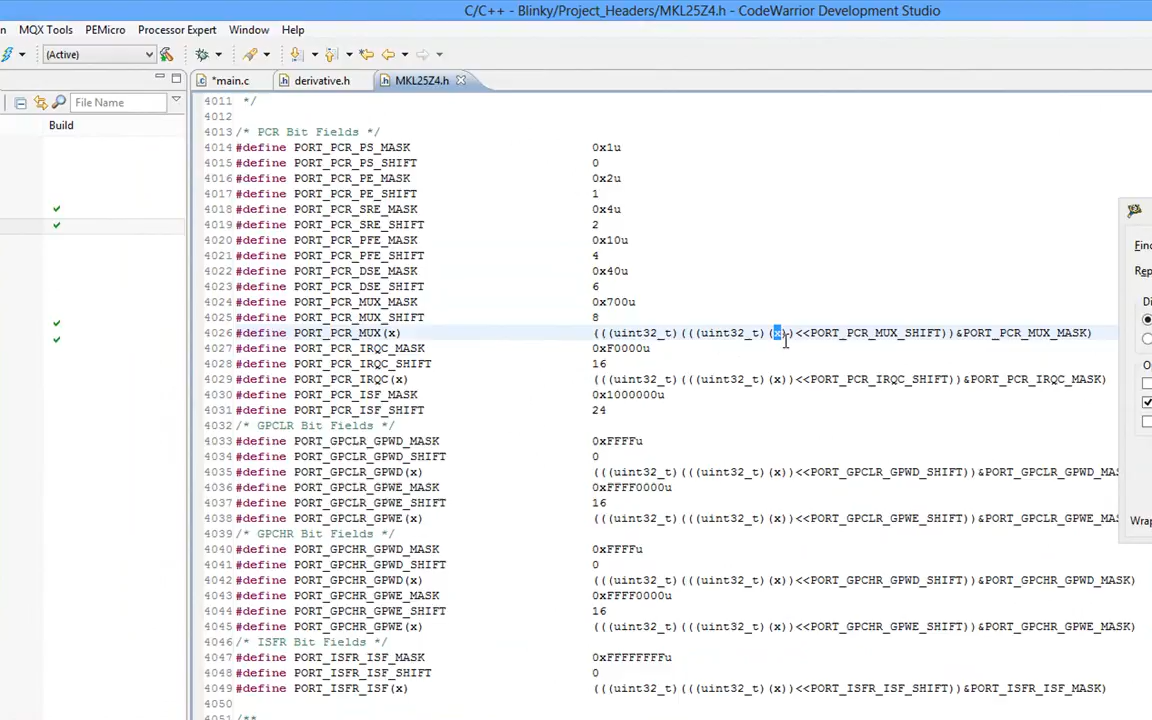 C/C++ - Blinky/Project_Headers/MKL25Z4.h - CodeWarrior Development Studio
n MQX Tools PEMicro Processor Expert Window Help
(Active)
*main.c derivative.h MKL25Z4.h
File Name
Build
4011 */
4012
4013 /* PCR Bit Fields */
4014 #define PORT_PCR_PS_MASK 0x1u
4015 #define PORT_PCR_PS_SHIFT 0
4016 #define PORT_PCR_PE_MASK 0x2u
4017 #define PORT_PCR_PE_SHIFT 1
4018 #define PORT_PCR_SRE_MASK 0x4u
4019 #define PORT_PCR_SRE_SHIFT 2
4020 #define PORT_PCR_PFE_MASK 0x10u
4021 #define PORT_PCR_PFE_SHIFT 4
4022 #define PORT_PCR_DSE_MASK 0x40u
4023 #define PORT_PCR_DSE_SHIFT 6
4024 #define PORT_PCR_MUX_MASK 0x700u
4025 #define PORT_PCR_MUX_SHIFT 8
4026 #define PORT_PCR_MUX(x) (((uint32_t)(((uint32_t)(x))<<PORT_PCR_MUX_SHIFT))&PORT_PCR_MUX_MASK)
4027 #define PORT_PCR_IRQC_MASK 0xF0000u
4028 #define PORT_PCR_IRQC_SHIFT 16
4029 #define PORT_PCR_IRQC(x) (((uint32_t)(((uint32_t)(x))<<PORT_PCR_IRQC_SHIFT))&PORT_PCR_IRQC_MASK)
4030 #define PORT_PCR_ISF_MASK 0x1000000u
4031 #define PORT_PCR_ISF_SHIFT 24
4032 /* GPCLR Bit Fields */
4033 #define PORT_GPCLR_GPWD_MASK 0xFFFFu
4034 #define PORT_GPCLR_GPWD_SHIFT 0
4035 #define PORT_GPCLR_GPWD(x) (((uint32_t)(((uint32_t)(x))<<PORT_GPCLR_GPWD_SHIFT))&PORT_GPCLR_GPWD_MAS
4036 #define PORT_GPCLR_GPWE_MASK 0xFFFF0000u
4037 #define PORT_GPCLR_GPWE_SHIFT 16
4038 #define PORT_GPCLR_GPWE(x) (((uint32_t)(((uint32_t)(x))<<PORT_GPCLR_GPWE_SHIFT))&PORT_GPCLR_GPWE_MAS
4039 /* GPCHR Bit Fields */
4040 #define PORT_GPCHR_GPWD_MASK 0xFFFFu
4041 #define PORT_GPCHR_GPWD_SHIFT 0
4042 #define PORT_GPCHR_GPWD(x) (((uint32_t)(((uint32_t)(x))<<PORT_GPCHR_GPWD_SHIFT))&PORT_GPCHR_GPWD_MASK)
4043 #define PORT_GPCHR_GPWE_MASK 0xFFFF0000u
4044 #define PORT_GPCHR_GPWE_SHIFT 16
4045 #define PORT_GPCHR_GPWE(x) (((uint32_t)(((uint32_t)(x))<<PORT_GPCHR_GPWE_SHIFT))&PORT_GPCHR_GPWE_MASK)
4046 /* ISFR Bit Fields */
4047 #define PORT_ISFR_ISF_MASK 0xFFFFFFFFu
4048 #define PORT_ISFR_ISF_SHIFT 0
4049 #define PORT_ISFR_ISF(x) (((uint32_t)(((uint32_t)(x))<<PORT_ISFR_ISF_SHIFT))&PORT_ISFR_ISF_MASK)
4050
4051 /**
Find
Rep
Di
Op
Wrap